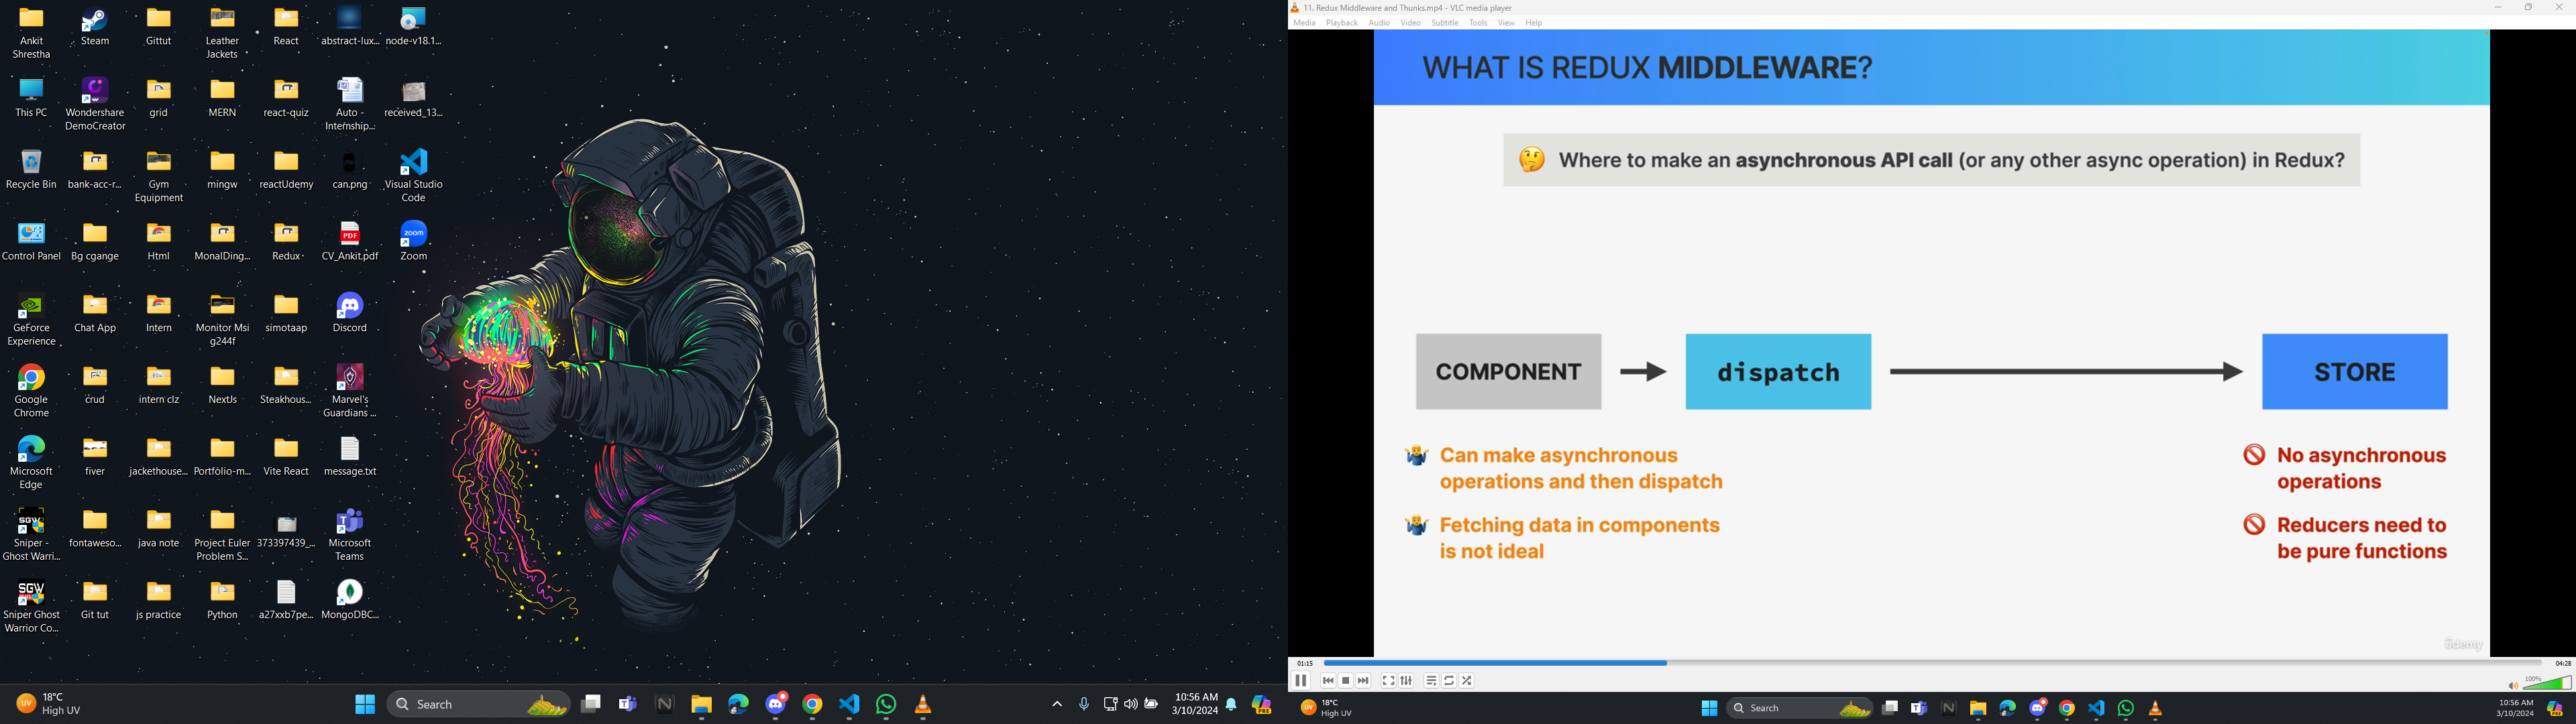 Ankit
Shrestha
Steam
Gittut
Leather
Jackets
React
abstract-lux...
node-v18.1...
This PC
Wondershare
DemoCreator
grid
MERN
react-quiz
Auto -
Internship...
received_13...
Recycle Bin
bank-acc-r...
Gym
Equipment
mingw
reactUdemy
can.png
Visual Studio
Code
Control Panel
Bg cgange
Html
MonalDing...
Redux
CV_Ankit.pdf
Zoom
GeForce
Experience
Chat App
Intern
Monitor Msi
g244f
simotaap
Discord
Google
Chrome
crud
intern clz
NextJs
Steakhous...
Marvel's
Guardians ...
Microsoft
Edge
fiver
jackethouse...
Portfolio-m...
Vite React
message.txt
Sniper -
Ghost Warri...
fontaweso...
java note
Project Euler
Problem S...
373397439_...
Microsoft
Teams
Sniper Ghost
Warrior Co...
Git tut
js practice
Python
a27xxb7pe...
MongoDBC...
18°C
High UV
Search
10:56 AM
3/10/2024
11. Redux Middleware and Thunks.mp4 - VLC media player
Media Playback Audio Video Subtitle Tools View Help
WHAT IS REDUX MIDDLEWARE?
🤔 Where to make an asynchronous API call (or any other async operation) in Redux?
COMPONENT
dispatch
STORE
🤷‍♂️ Can make asynchronous
operations and then dispatch
🤷‍♂️ Fetching data in components
is not ideal
🚫 No asynchronous
operations
🚫 Reducers need to
be pure functions
ûdemy
01:15
04:28
100%
18°C
High UV
Search
10:56 AM
3/10/2024